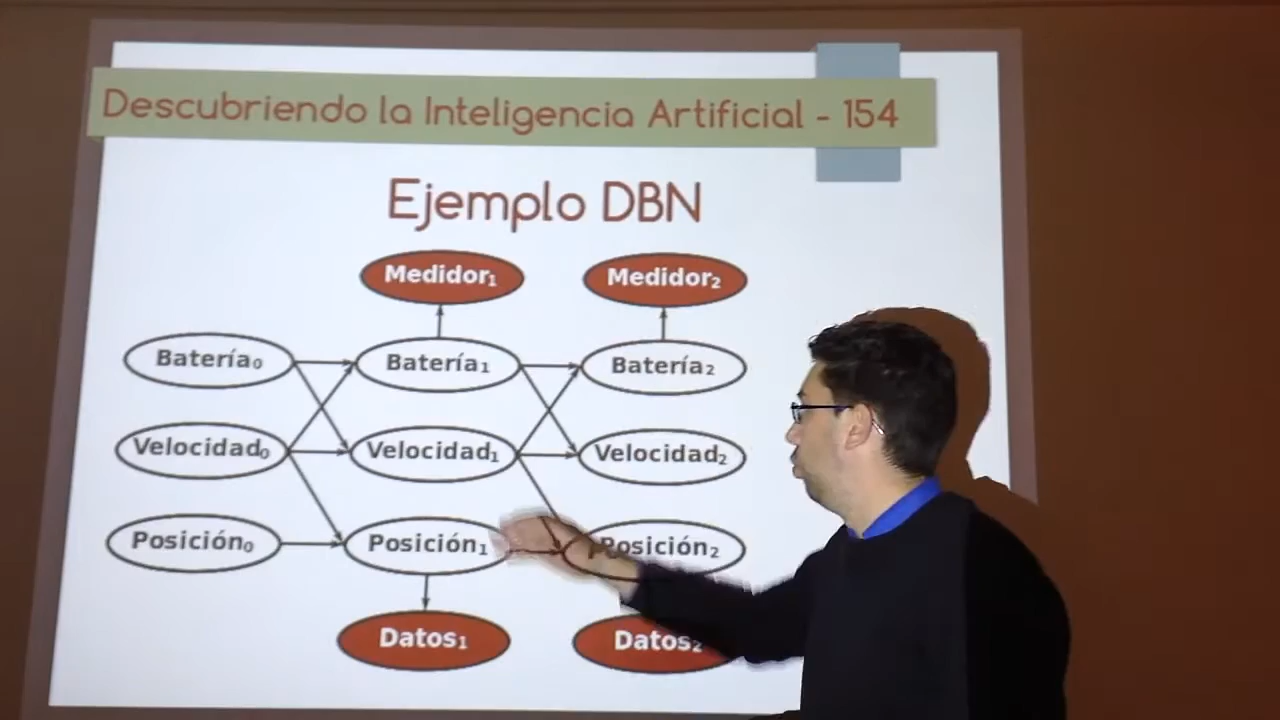 Descubriendo la Inteligencia Artificial - 154
Ejemplo DBN
Medidor₁ Medidor₂
Batería₀ Batería₁ Batería₂
Velocidad₀ Velocidad₁ Velocidad₂
Posición₀ Posición₁ Posición₂
Datos₁ Datos₂